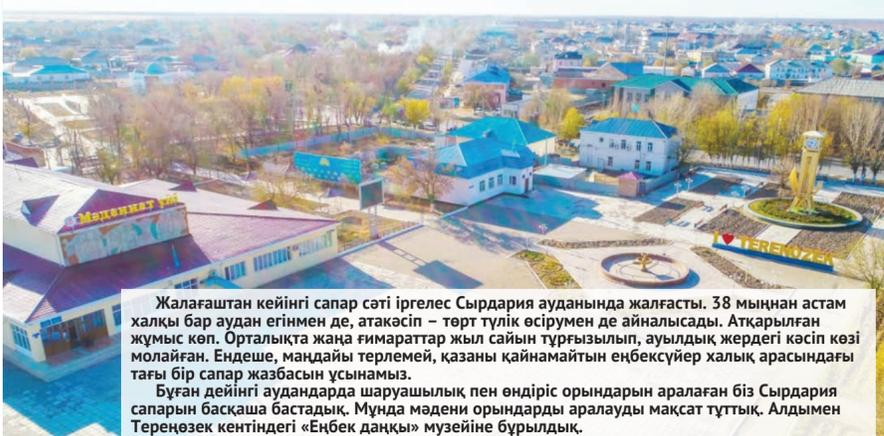 Мәдениет үйі
I ❤ TERENOZEK
Жалағаштан кейінгі сапар сәті іргелес Сырдария ауданында жалғасты. 38 мыңнан астам
халқы бар аудан егінмен де, атакәсіп – төрт түлік өсірумен де айналысады. Атқарылған
жұмыс көп. Орталықта жаңа ғимараттар жыл сайын тұрғызылып, ауылдық жердегі кәсіп көзі
молайған. Ендеше, маңдайы терлемей, қазаны қайнамайтын еңбексүйер халық арасындағы
тағы бір сапар жазбасын ұсынамыз.
Бұған дейінгі аудандарда шаруашылық пен өндіріс орындарын аралаған біз Сырдария
сапарын басқаша бастадық. Мұнда мәдени орындарды аралауды мақсат тұттық. Алдымен
Тереңөзек кентіндегі «Еңбек даңқы» музейіне бұрылдық.